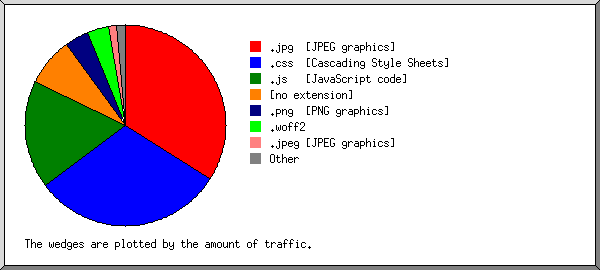 .jpg [JPEG graphics]
.css [Cascading Style Sheets]
.js [JavaScript code]
[no extension]
.png [PNG graphics]
.woff2
.jpeg [JPEG graphics]
Other
The wedges are plotted by the amount of traffic.